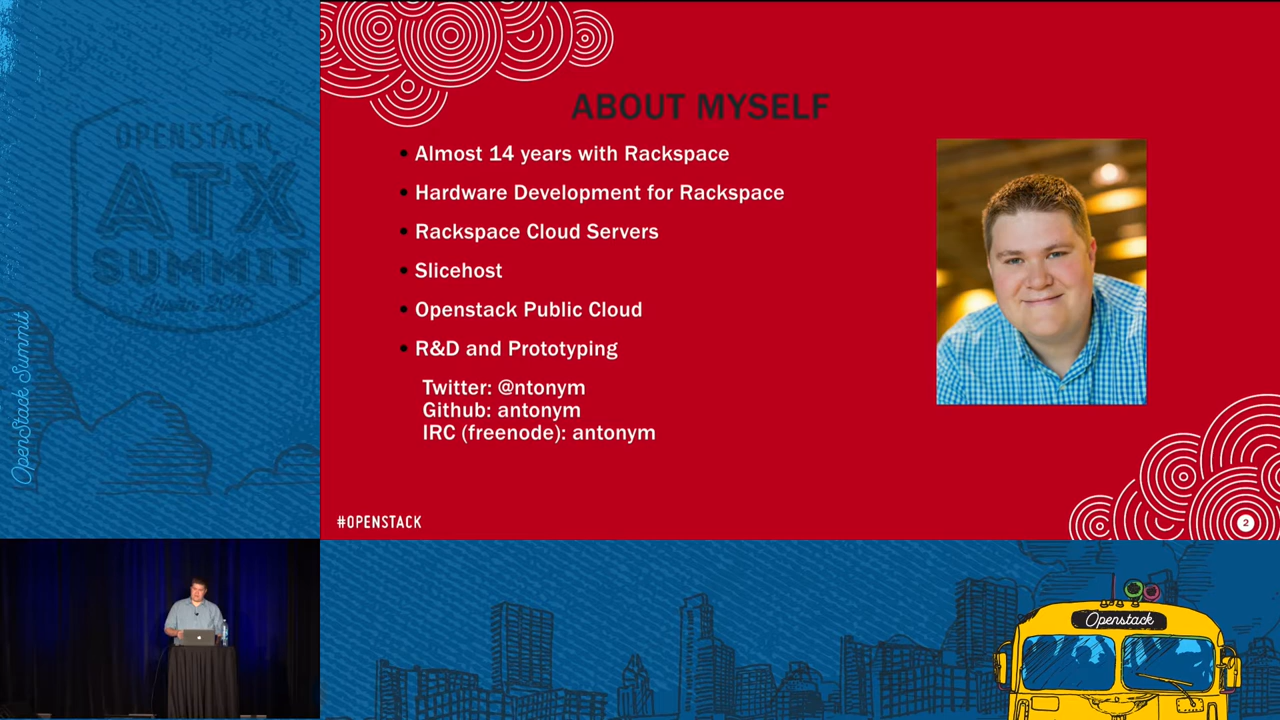 OPENSTACK
ATX
SUMMIT
OpenStack Summit
ABOUT MYSELF
• Almost 14 years with Rackspace
• Hardware Development for Rackspace
• Rackspace Cloud Servers
• Slicehost
• Openstack Public Cloud
• R&D and Prototyping
Twitter: @ntonym
Github: antonym
IRC (freenode): antonym
#OPENSTACK
2
Openstack